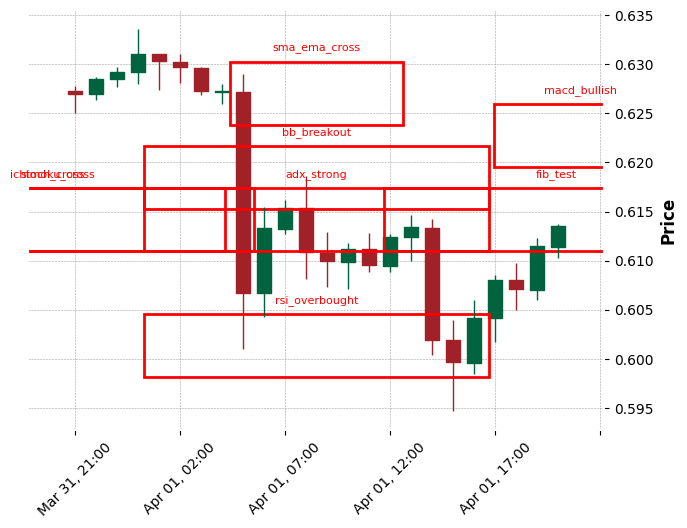 sma_ema_cross
macd_bullish
bb_breakout
adx_strong
fib_test
rsi_overbought
0.635
0.630
0.625
0.620
0.615
0.610
0.605
0.600
0.595
Price
Mar 31, 21:00
Apr 01, 02:00
Apr 01, 07:00
Apr 01, 12:00
Apr 01, 17:00